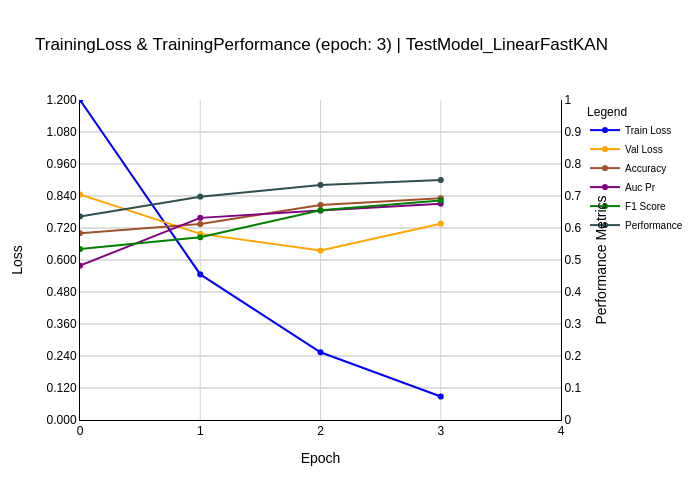 TrainingLoss & TrainingPerformance (epoch: 3) | TestModel_LinearFastKAN
Loss
1.200
1.080
0.960
0.840
0.720
0.600
0.480
0.360
0.240
0.120
0.000
1
0.9
0.8
0.7
0.6
0.5
0.4
0.3
0.2
0.1
0
Performance Metrics
Legend
Train Loss
Val Loss
Accuracy
Auc Pr
F1 Score
Performance
0 1 2 3 4
Epoch